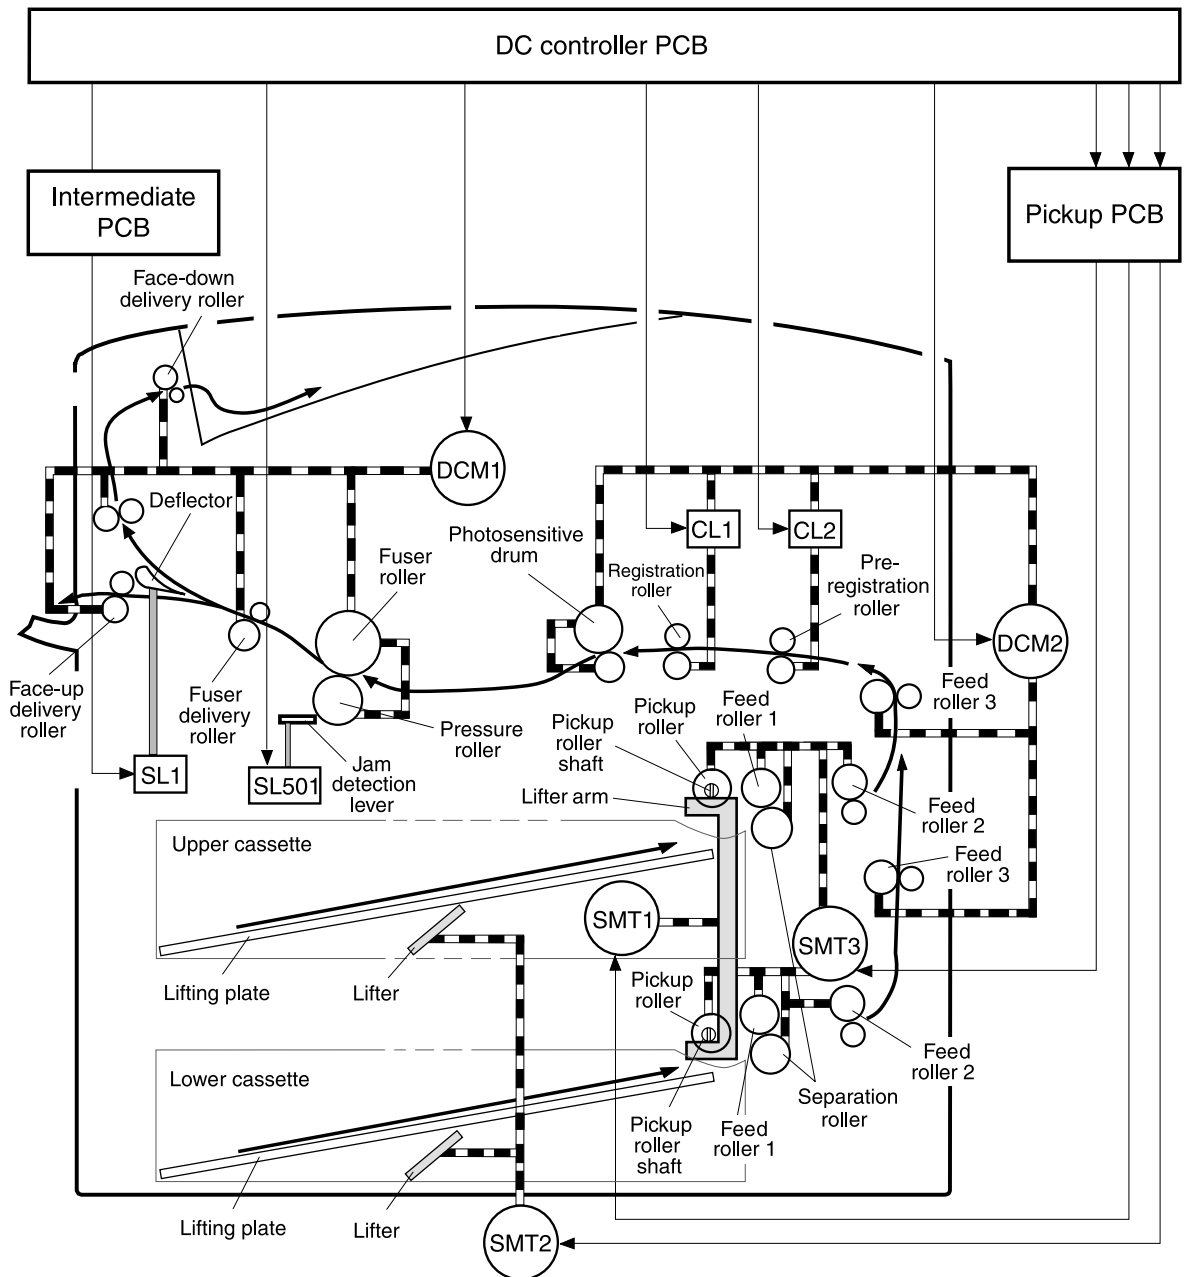 DC controller PCB
Intermediate
PCB
Pickup PCB
Face-down
delivery roller
DCM1
Deflector
Photosensitive
drum
CL1
CL2
Pre-
registration
roller
Registration
roller
Fuser
roller
DCM2
Face-up
delivery
roller
Fuser
delivery
roller
Pressure
roller
Pickup
roller
shaft
Pickup
roller
Feed
roller 1
Feed
roller 3
SL1
SL501
Jam
detection
lever
Lifter arm
Feed
roller 2
Upper cassette
Feed
roller 3
SMT1
SMT3
Lifting plate
Lifter
Pickup
roller
Lower cassette
Feed
roller 2
Separation
roller
Pickup
roller
shaft
Feed
roller 1
Lifting plate
Lifter
SMT2